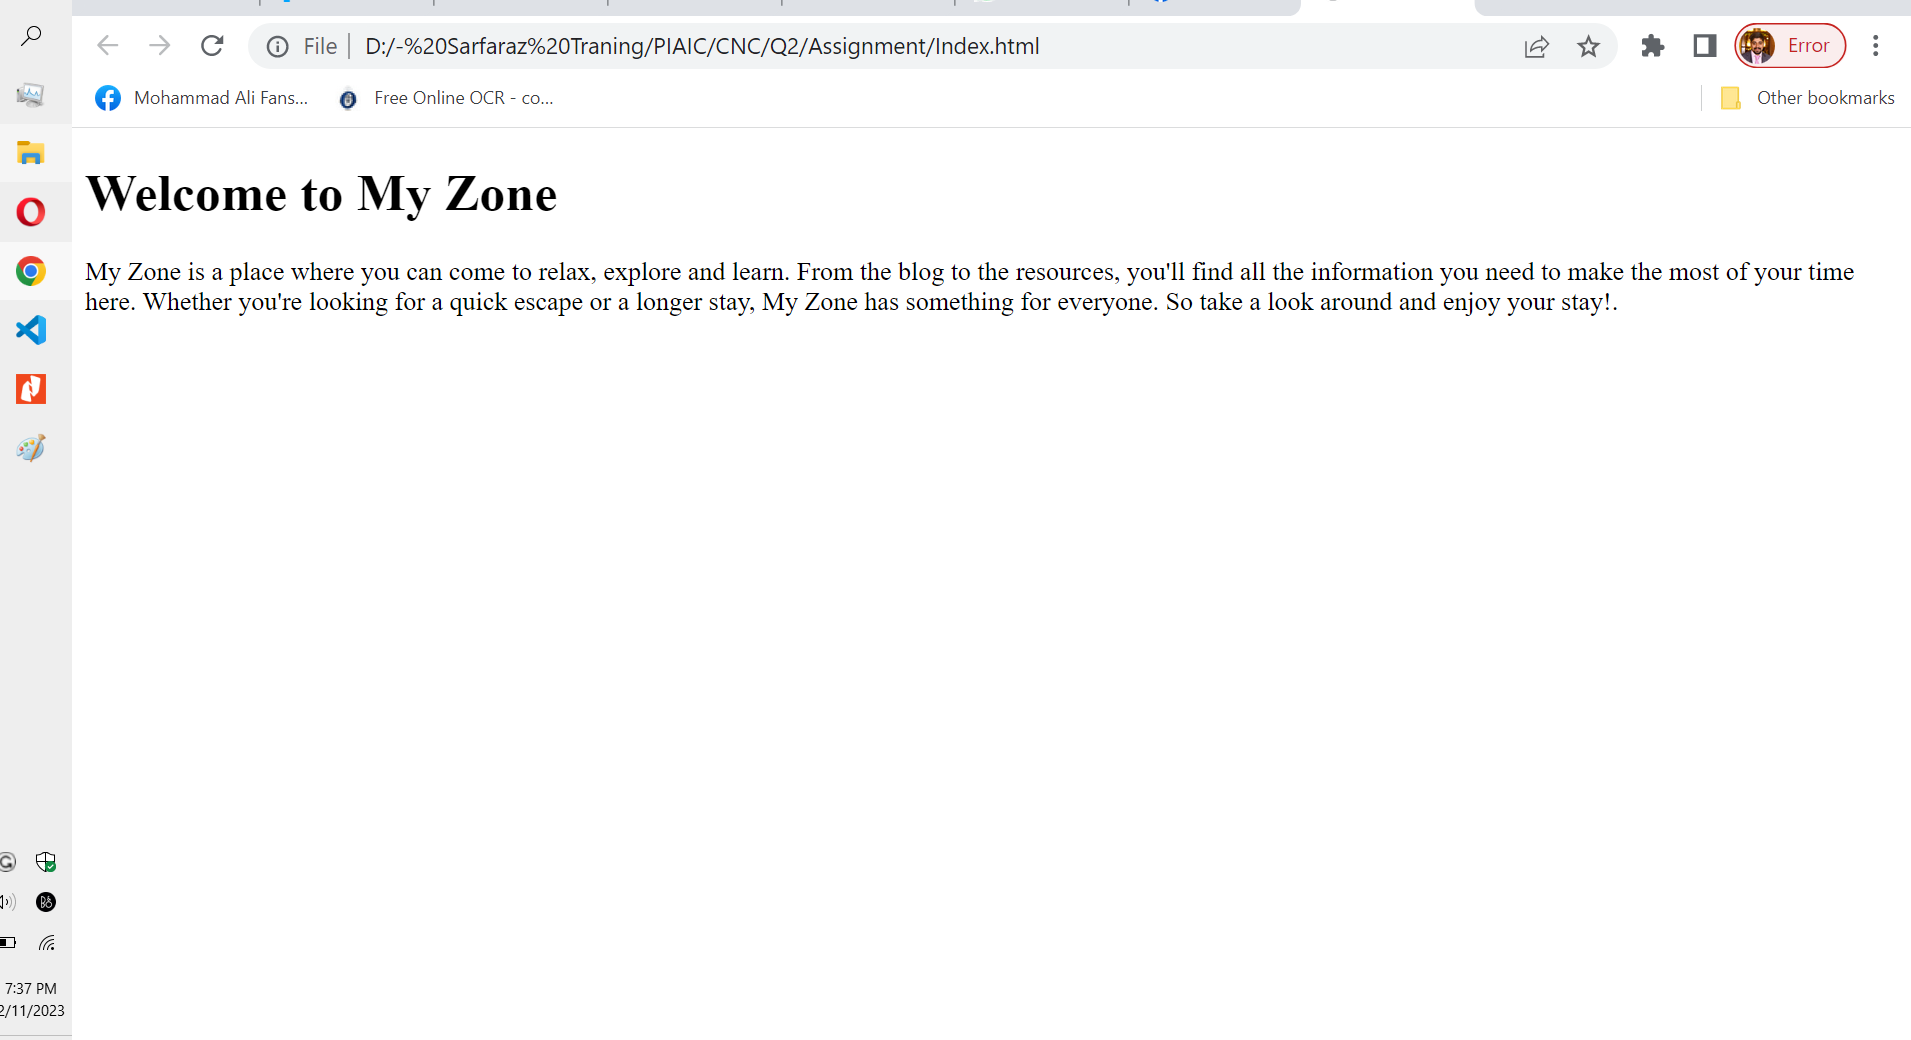 File
D:/-%20Sarfaraz%20Traning/PIAIC/CNC/Q2/Assignment/Index.html
Error
Mohammad Ali Fans...
Free Online OCR - co...
Other bookmarks
Welcome to My Zone
My Zone is a place where you can come to relax, explore and learn. From the blog to the resources, you'll find all the information you need to make the most of your time
here. Whether you're looking for a quick escape or a longer stay, My Zone has something for everyone. So take a look around and enjoy your stay!.
7:37 PM
2/11/2023